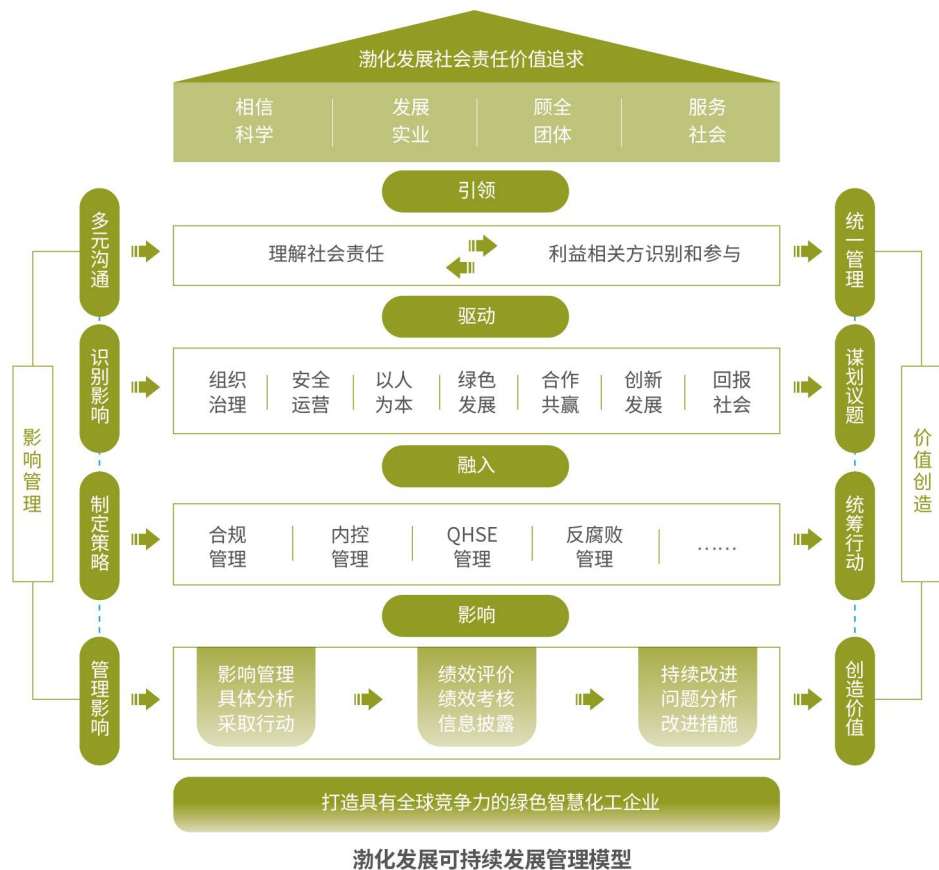 渤化发展社会责任价值追求
相信
科学
发展
实业
顾全
团体
服务
社会
引领
多元沟通
理解社会责任
利益相关方识别和参与
统一管理
驱动
识别影响
组织
治理
安全
运营
以人
为本
绿色
发展
合作
共赢
创新
发展
回报
社会
谋划议题
影响管理
价值创造
融入
制定策略
合规
管理
内控
管理
QHSE
管理
反腐败
管理
……
统筹行动
影响
管理影响
影响管理
具体分析
采取行动
绩效评价
绩效考核
信息披露
持续改进
问题分析
改进措施
创造价值
打造具有全球竞争力的绿色智慧化工企业
渤化发展可持续发展管理模型